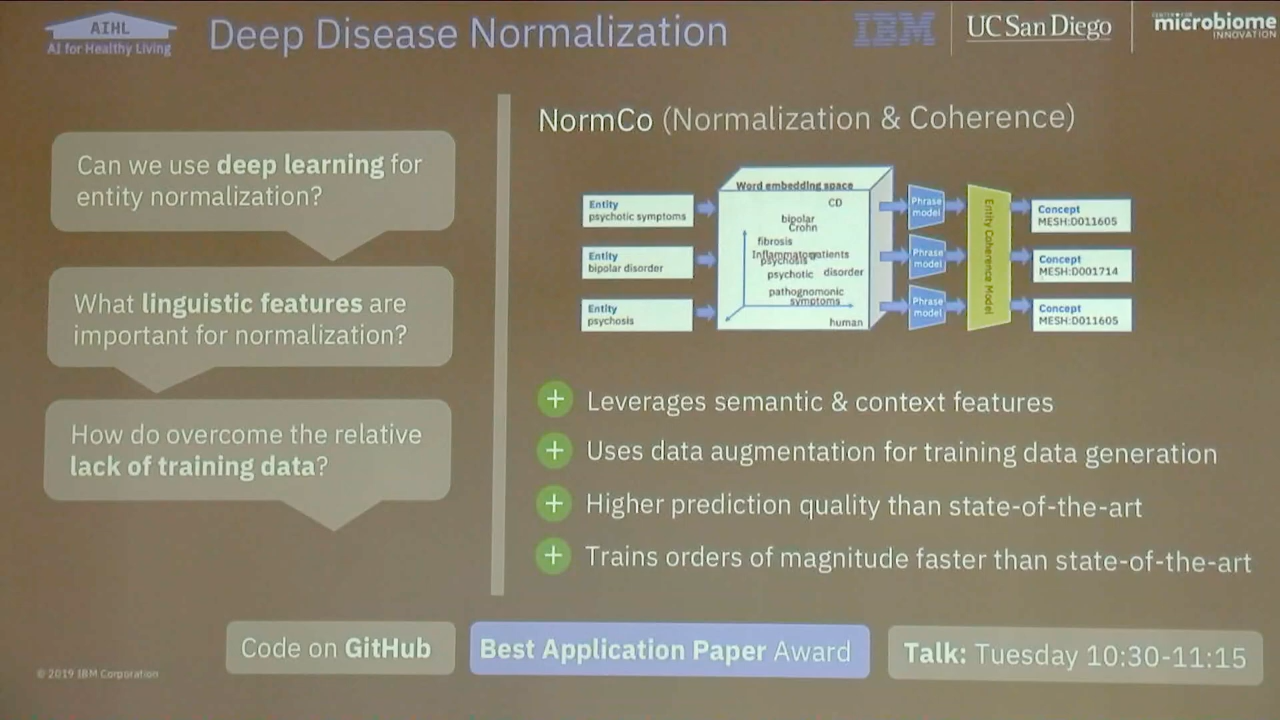 AIHL
AI for Healthy Living
Deep Disease Normalization
IBM
UC San Diego
CENTER FOR
microbiome
INNOVATION
Can we use deep learning for
entity normalization?
What linguistic features are
important for normalization?
How do overcome the relative
lack of training data?
NormCo (Normalization & Coherence)
Entity
psychotic symptoms
Entity
bipolar disorder
Entity
psychosis
Word embedding space
CD
bipolar
Crohn
fibrosis
patients
psychosis
psychotic disorder
pathognomonic
symptoms
human
Phrase
model
Phrase
model
Phrase
model
Entity Coherence Model
Concept
MESH:D011605
Concept
MESH:D001714
Concept
MESH:D011605
+ Leverages semantic & context features
+ Uses data augmentation for training data generation
+ Higher prediction quality than state-of-the-art
+ Trains orders of magnitude faster than state-of-the-art
Code on GitHub
Best Application Paper Award
Talk: Tuesday 10:30-11:15
© 2019 IBM Corporation